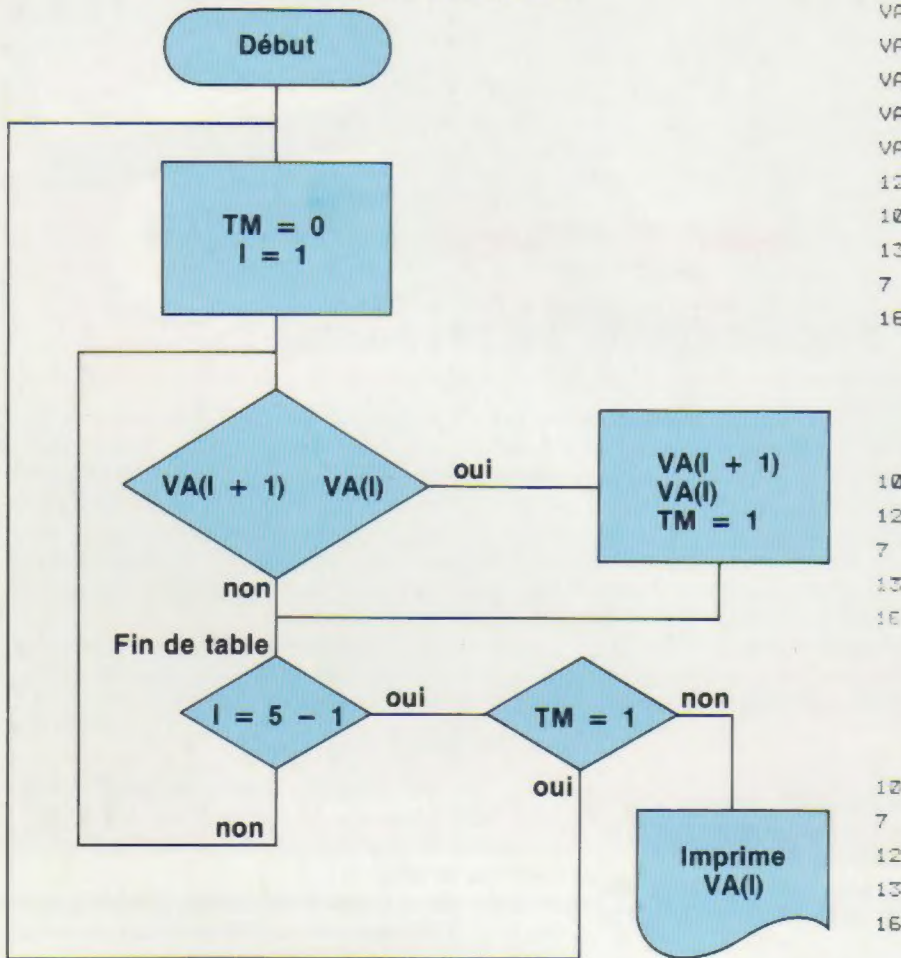 Début
TM = 0
I = 1
VA(I + 1) VA(I)
oui
VA(I + 1)
VA(I)
TM = 1
non
Fin de table
I = 5 – 1
oui
TM = 1
non
non
oui
Imprime
VA(I)
VA
VA
VA
VA
VA
12
10
13
7
16
10
12
7
13
16
10
7
12
13
16